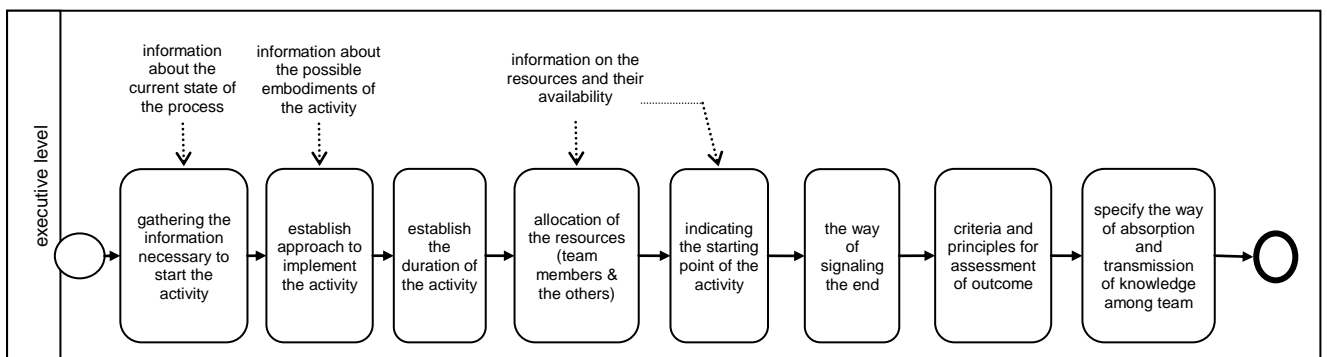 executive level
information
about the
current state of
the process
information about
the possible
embodiments of
the activity
information on the
resources and their
availability
gathering the
information
necessary to
start the
activity
establish
approach to
implement
the activity
establish
the
duration of
the activity
allocation of
the resources
(team
members &
the others)
indicating
the starting
point of the
activity
the way
of
signaling
the end
criteria and
principles for
assessment
of outcome
specify the way
of absorption
and
transmission
of knowledge
among team